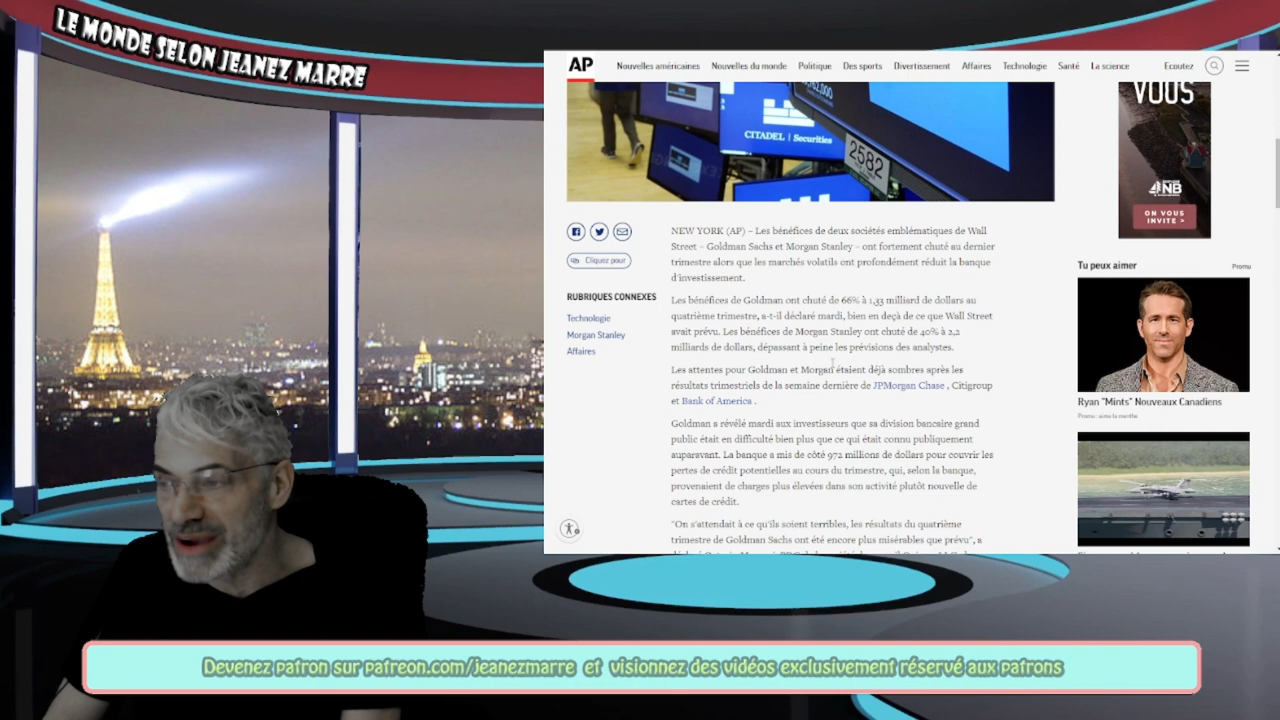 LE MONDE SELON JEANEZ MARRE
AP
Nouvelles américaines Nouvelles du monde Politique Des sports Divertissement Affaires Technologie Santé La science Ecoutez
CITADEL | Securities
2582
VOUS
NB
ON VOUS
INVITE >
Cliquez pour
RUBRIQUES CONNEXES
Technologie
Morgan Stanley
Affaires
NEW YORK (AP) – Les bénéfices de deux sociétés emblématiques de Wall
Street – Goldman Sachs et Morgan Stanley – ont fortement chuté au dernier
trimestre alors que les marchés volatils ont profondément réduit la banque
d'investissement.
Les bénéfices de Goldman ont chuté de 66% à 1,33 milliard de dollars au
quatrième trimestre, a-t-il déclaré mardi, bien en deçà de ce que Wall Street
avait prévu. Les bénéfices de Morgan Stanley ont chuté de 40% à 2,2
milliards de dollars, dépassant à peine les prévisions des analystes.
Les attentes pour Goldman et Morgan étaient déjà sombres après les
résultats trimestriels de la semaine dernière de JPMorgan Chase , Citigroup
et Bank of America .
Goldman a révélé mardi aux investisseurs que sa division bancaire grand
public était en difficulté bien plus que ce qui était connu publiquement
auparavant. La banque a mis de côté 972 millions de dollars pour couvrir les
pertes de crédit potentielles au cours du trimestre, qui, selon la banque,
provenaient de charges plus élevées dans son activité plutôt nouvelle de
cartes de crédit.
"On s'attendait à ce qu'ils soient terribles, les résultats du quatrième
trimestre de Goldman Sachs ont été encore plus misérables que prévu", a
Tu peux aimer
Promu
Ryan "Mints" Nouveaux Canadiens
Promu : aime la menthe
Devenez patron sur patreon.com/jeanezmarre et visionnez des vidéos exclusivement réservé aux patrons